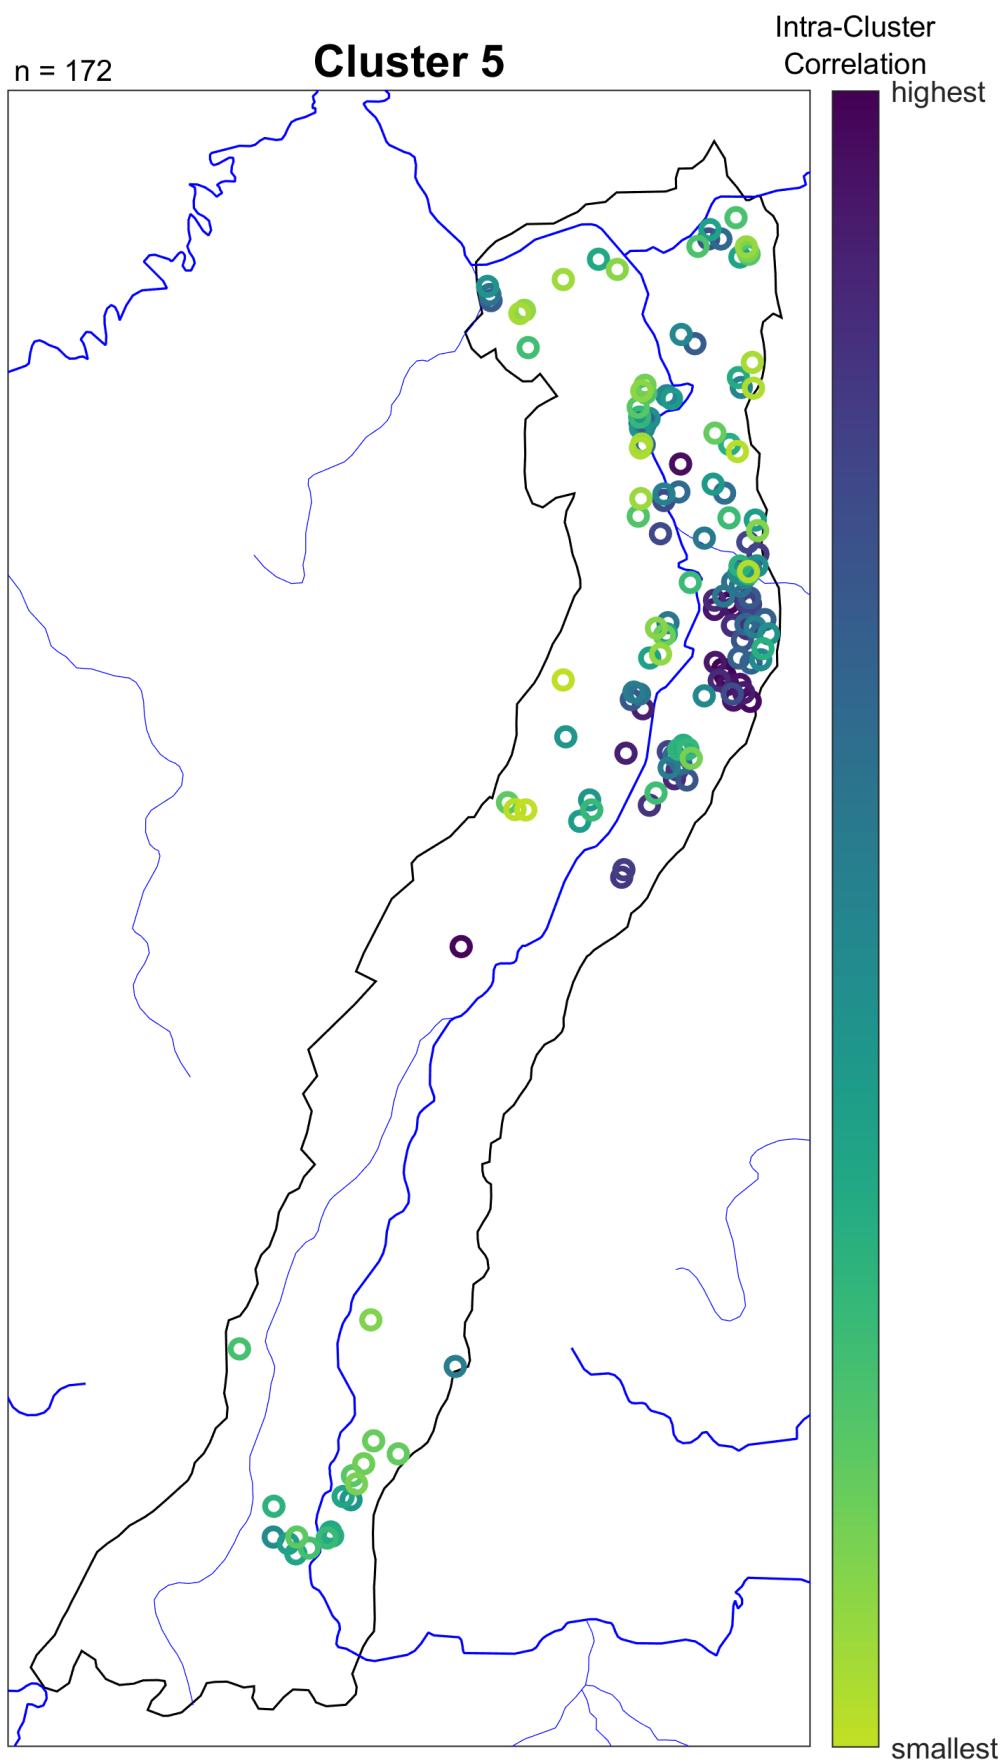 n = 172
Cluster 5
Intra-Cluster
Correlation
highest
smallest